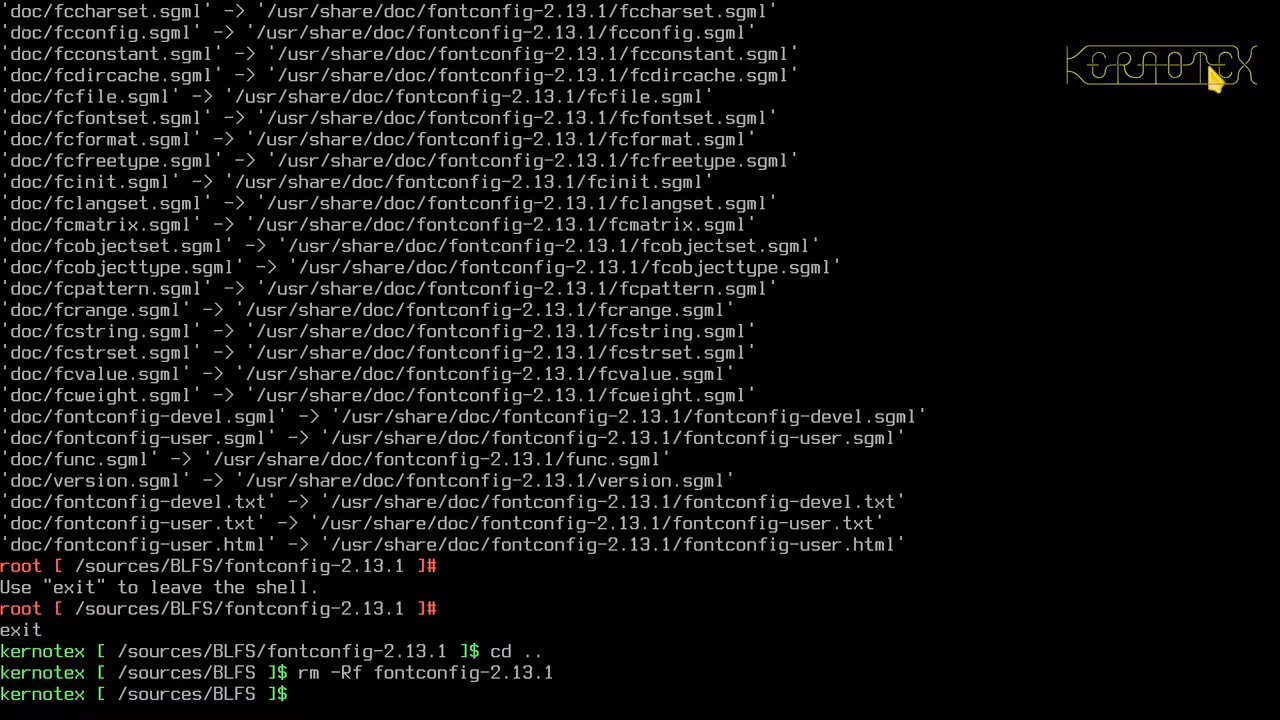 'doc/fccharset.sgml' -> '/usr/share/doc/fontconfig-2.13.1/fccharset.sgml'
'doc/fcconfig.sgml' -> '/usr/share/doc/fontconfig-2.13.1/fcconfig.sgml'
'doc/fcconstant.sgml' -> '/usr/share/doc/fontconfig-2.13.1/fcconstant.sgml'
'doc/fcdircache.sgml' -> '/usr/share/doc/fontconfig-2.13.1/fcdircache.sgml'
'doc/fcfile.sgml' -> '/usr/share/doc/fontconfig-2.13.1/fcfile.sgml'
'doc/fcfontset.sgml' -> '/usr/share/doc/fontconfig-2.13.1/fcfontset.sgml'
'doc/fcformat.sgml' -> '/usr/share/doc/fontconfig-2.13.1/fcformat.sgml'
'doc/fcfreetype.sgml' -> '/usr/share/doc/fontconfig-2.13.1/fcfreetype.sgml'
'doc/fcinit.sgml' -> '/usr/share/doc/fontconfig-2.13.1/fcinit.sgml'
'doc/fclangset.sgml' -> '/usr/share/doc/fontconfig-2.13.1/fclangset.sgml'
'doc/fcmatrix.sgml' -> '/usr/share/doc/fontconfig-2.13.1/fcmatrix.sgml'
'doc/fcobjectset.sgml' -> '/usr/share/doc/fontconfig-2.13.1/fcobjectset.sgml'
'doc/fcobjecttype.sgml' -> '/usr/share/doc/fontconfig-2.13.1/fcobjecttype.sgml'
'doc/fcpattern.sgml' -> '/usr/share/doc/fontconfig-2.13.1/fcpattern.sgml'
'doc/fcrange.sgml' -> '/usr/share/doc/fontconfig-2.13.1/fcrange.sgml'
'doc/fcstring.sgml' -> '/usr/share/doc/fontconfig-2.13.1/fcstring.sgml'
'doc/fcstrset.sgml' -> '/usr/share/doc/fontconfig-2.13.1/fcstrset.sgml'
'doc/fcvalue.sgml' -> '/usr/share/doc/fontconfig-2.13.1/fcvalue.sgml'
'doc/fcweight.sgml' -> '/usr/share/doc/fontconfig-2.13.1/fcweight.sgml'
'doc/fontconfig-devel.sgml' -> '/usr/share/doc/fontconfig-2.13.1/fontconfig-devel.sgml'
'doc/fontconfig-user.sgml' -> '/usr/share/doc/fontconfig-2.13.1/fontconfig-user.sgml'
'doc/func.sgml' -> '/usr/share/doc/fontconfig-2.13.1/func.sgml'
'doc/version.sgml' -> '/usr/share/doc/fontconfig-2.13.1/version.sgml'
'doc/fontconfig-devel.txt' -> '/usr/share/doc/fontconfig-2.13.1/fontconfig-devel.txt'
'doc/fontconfig-user.txt' -> '/usr/share/doc/fontconfig-2.13.1/fontconfig-user.txt'
'doc/fontconfig-user.html' -> '/usr/share/doc/fontconfig-2.13.1/fontconfig-user.html'
root [ /sources/BLFS/fontconfig-2.13.1 ]#
Use "exit" to leave the shell.
root [ /sources/BLFS/fontconfig-2.13.1 ]#
exit
kernotex [ /sources/BLFS/fontconfig-2.13.1 ]$ cd ..
kernotex [ /sources/BLFS ]$ rm -Rf fontconfig-2.13.1
kernotex [ /sources/BLFS ]$
KERNOTEX